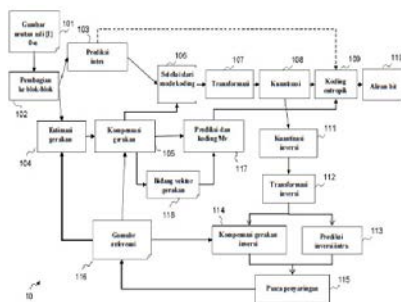 Gambar
urutan asli [I]
101
103
Prediksi
intra
106
107
108
109
110
Pembagian
ke blok-blok
102
Seleksi dari
mode koding
Transformasi
Kuantisasi
Koding
entropik
Aliran bit
Estimasi
gerakan
104
Kompensasi
gerakan
105
Prediksi dan
koding Mv
117
Kuantisasi
inversi
111
Bidang vektor
gerakan
118
Transformasi
inversi
112
114
116
Kompensasi gerakan
inversi
Prediksi
inversi intra
113
Pasca penyaringan
115
10